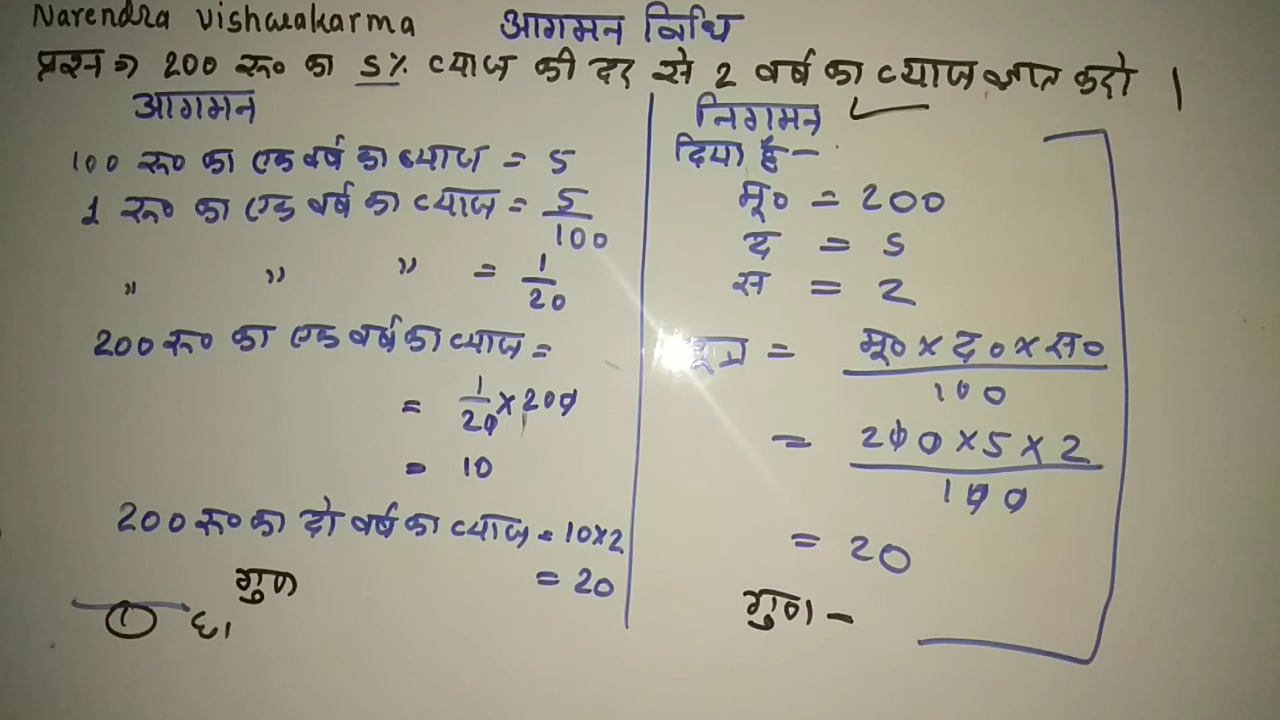 Narendra Vishwakarma आगमन विधि
प्रश्न ⇒ 200 रू० का 5% ब्याज की दर से 2 वर्ष का ब्याज ज्ञात करो ।
आगमन
100 रू० का एक वर्ष का ब्याज = 5
1 रू० का एक वर्ष का ब्याज = 5/100
,, ,, ,, = 1/20
200 रू० का एक वर्ष का ब्याज =
= 1/20 × 200
= 10
200 रू० का दो वर्ष का ब्याज = 10×2
= 20
गुण
① 
निगमन
दिया है -
मू० = 200
द = 5
स = 2
सूत्र = मू० × द० × स० / 100
= 200 × 5 × 2 / 100
= 20
गुण -